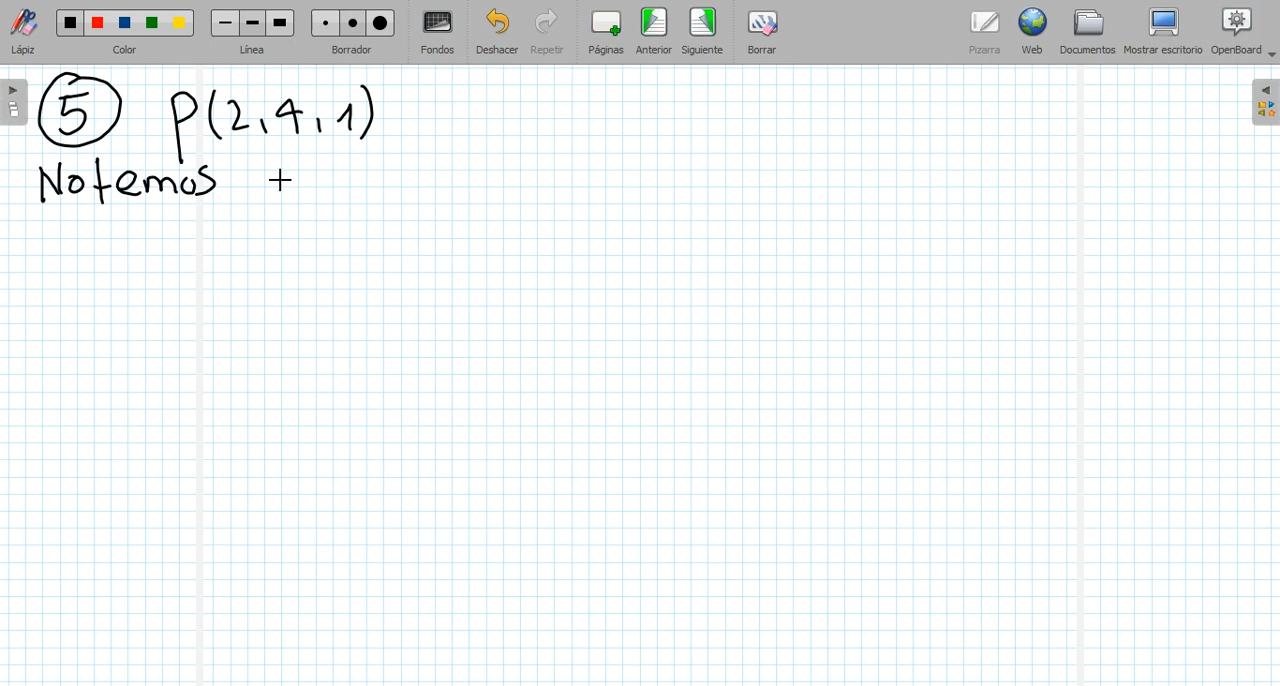 Lápiz Color Línea Borrador Fondos Deshacer Repetir Páginas Anterior Siguiente Borrar Pizarra Web Documentos Mostrar escritorio OpenBoard
5 P(2,4,1)
Notemos